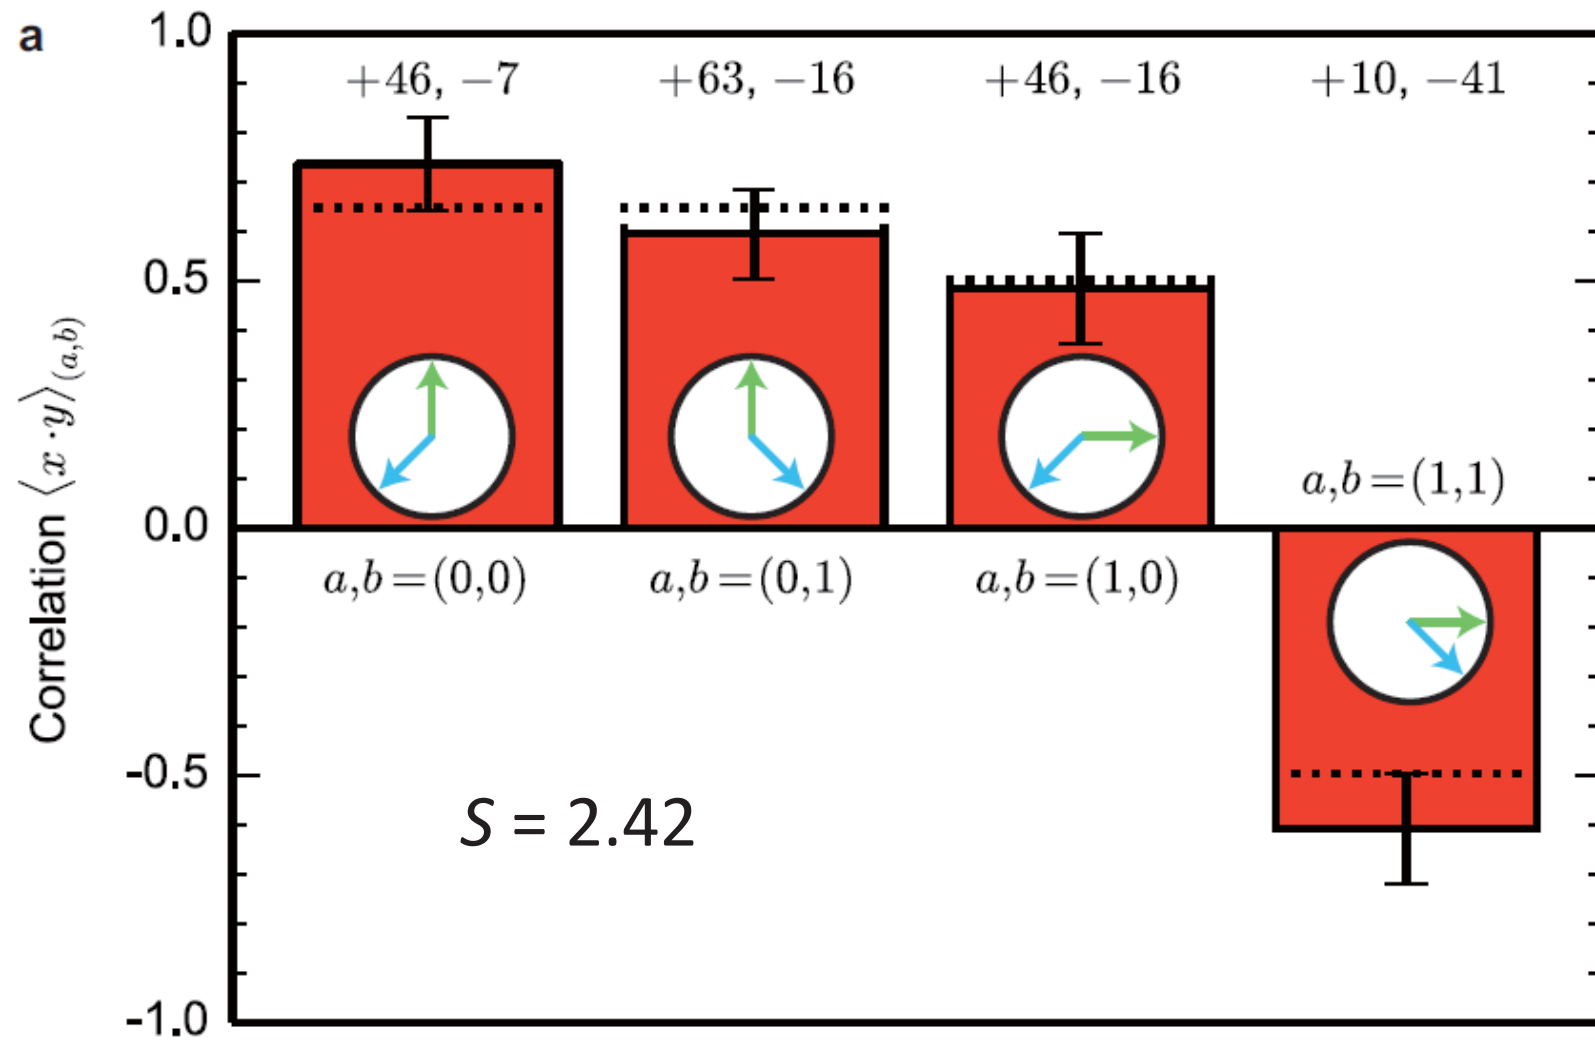 a
1.0
+46, −7
+63, −16
+46, −16
+10, −41
0.5
Correlation ⟨x·y⟩(a,b)
a,b=(1,1)
0.0
a,b=(0,0)
a,b=(0,1)
a,b=(1,0)
-0.5
S = 2.42
-1.0